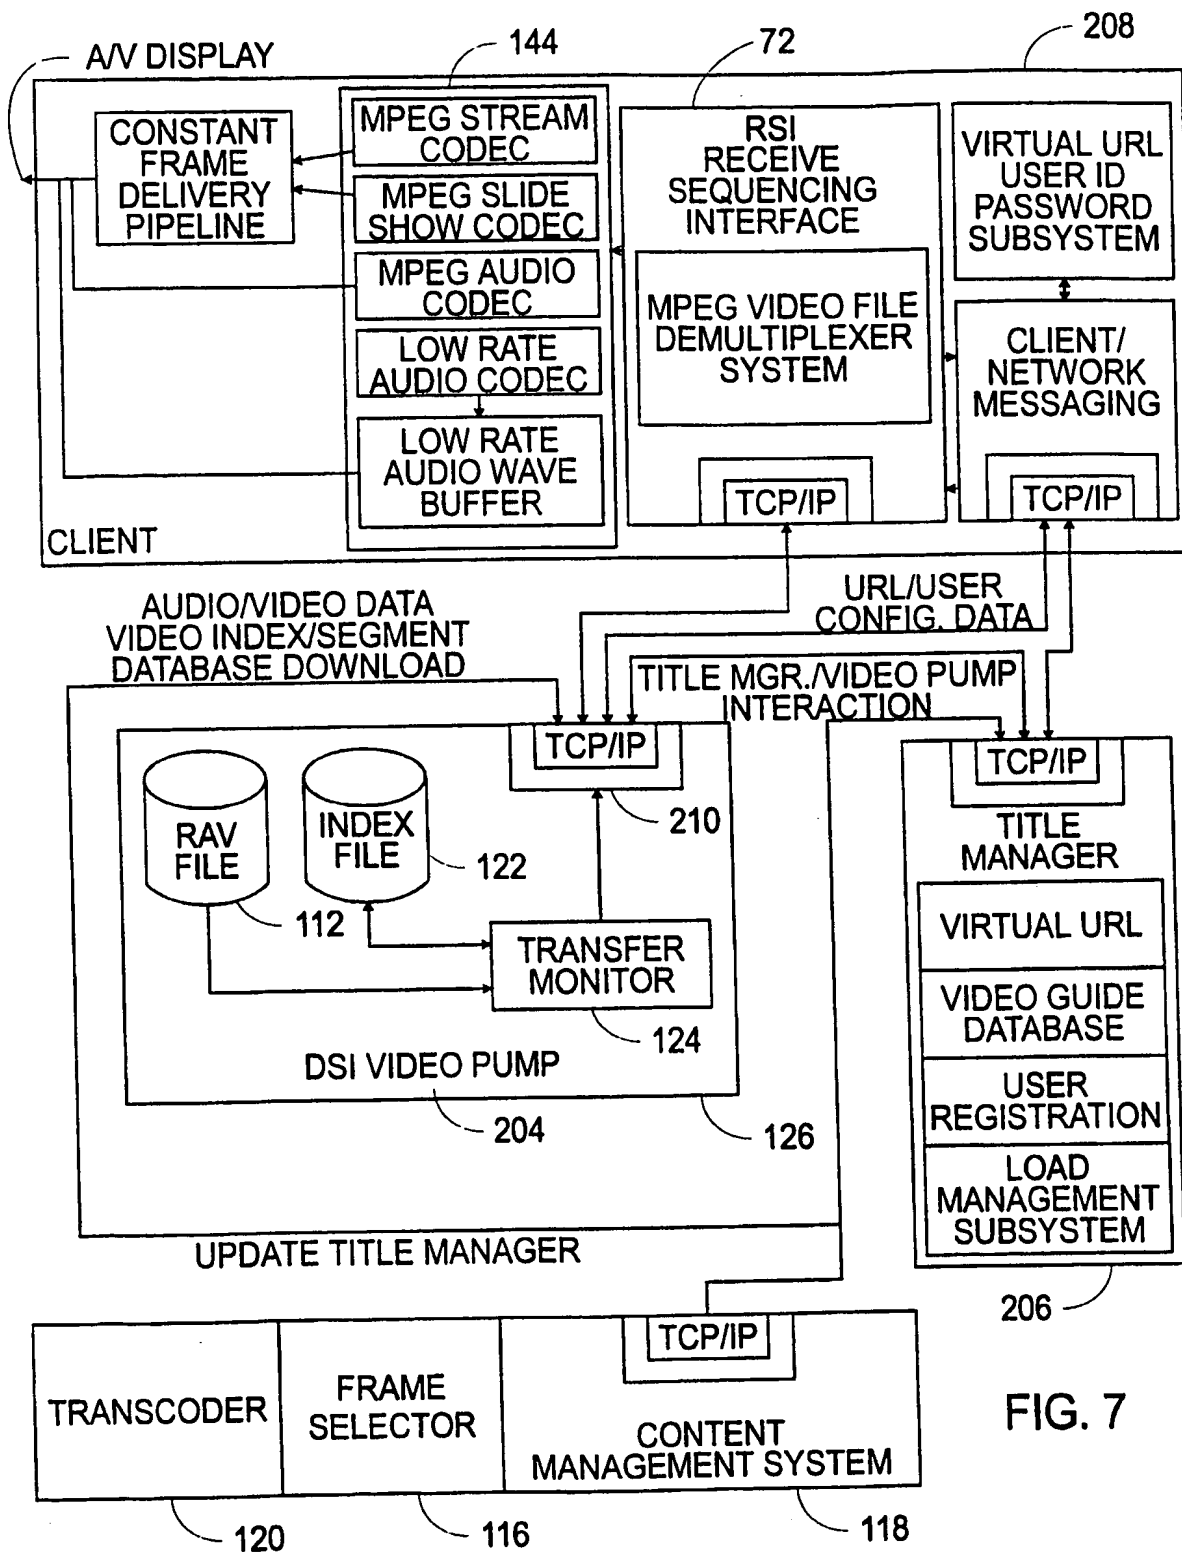 A/V DISPLAY
144
72
208
CONSTANT
FRAME
DELIVERY
PIPELINE
MPEG STREAM
CODEC
MPEG SLIDE
SHOW CODEC
MPEG AUDIO
CODEC
LOW RATE
AUDIO CODEC
LOW RATE
AUDIO WAVE
BUFFER
RSI
RECEIVE
SEQUENCING
INTERFACE
MPEG VIDEO FILE
DEMULTIPLEXER
SYSTEM
TCP/IP
VIRTUAL URL
USER ID
PASSWORD
SUBSYSTEM
CLIENT/
NETWORK
MESSAGING
TCP/IP
CLIENT
AUDIO/VIDEO DATA
VIDEO INDEX/SEGMENT
DATABASE DOWNLOAD
URL/USER
CONFIG. DATA
TITLE MGR./VIDEO PUMP
INTERACTION
TCP/IP
210
RAV
FILE
112
INDEX
FILE
122
TRANSFER
MONITOR
124
DSI VIDEO PUMP
204
126
TCP/IP
TITLE
MANAGER
VIRTUAL URL
VIDEO GUIDE
DATABASE
USER
REGISTRATION
LOAD
MANAGEMENT
SUBSYSTEM
206
UPDATE TITLE MANAGER
TRANSCODER
FRAME
SELECTOR
TCP/IP
CONTENT
MANAGEMENT SYSTEM
120
116
118
FIG. 7